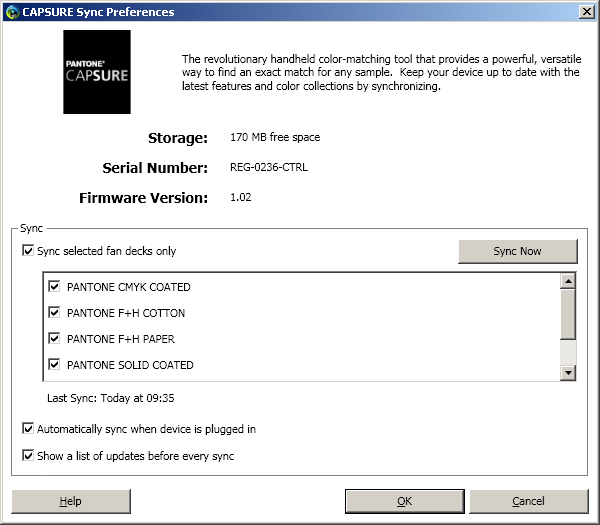 CAPSURE Sync Preferences
PANTONE®
CAPSURE
The revolutionary handheld color-matching tool that provides a powerful, versatile
way to find an exact match for any sample.  Keep your device up to date with the
latest features and color collections by synchronizing.
Storage: 170 MB free space
Serial Number: REG-0236-CTRL
Firmware Version: 1.02
Sync
Sync selected fan decks only
Sync Now
PANTONE CMYK COATED
PANTONE F+H COTTON
PANTONE F+H PAPER
PANTONE SOLID COATED
Last Sync: Today at 09:35
Automatically sync when device is plugged in
Show a list of updates before every sync
Help OK Cancel